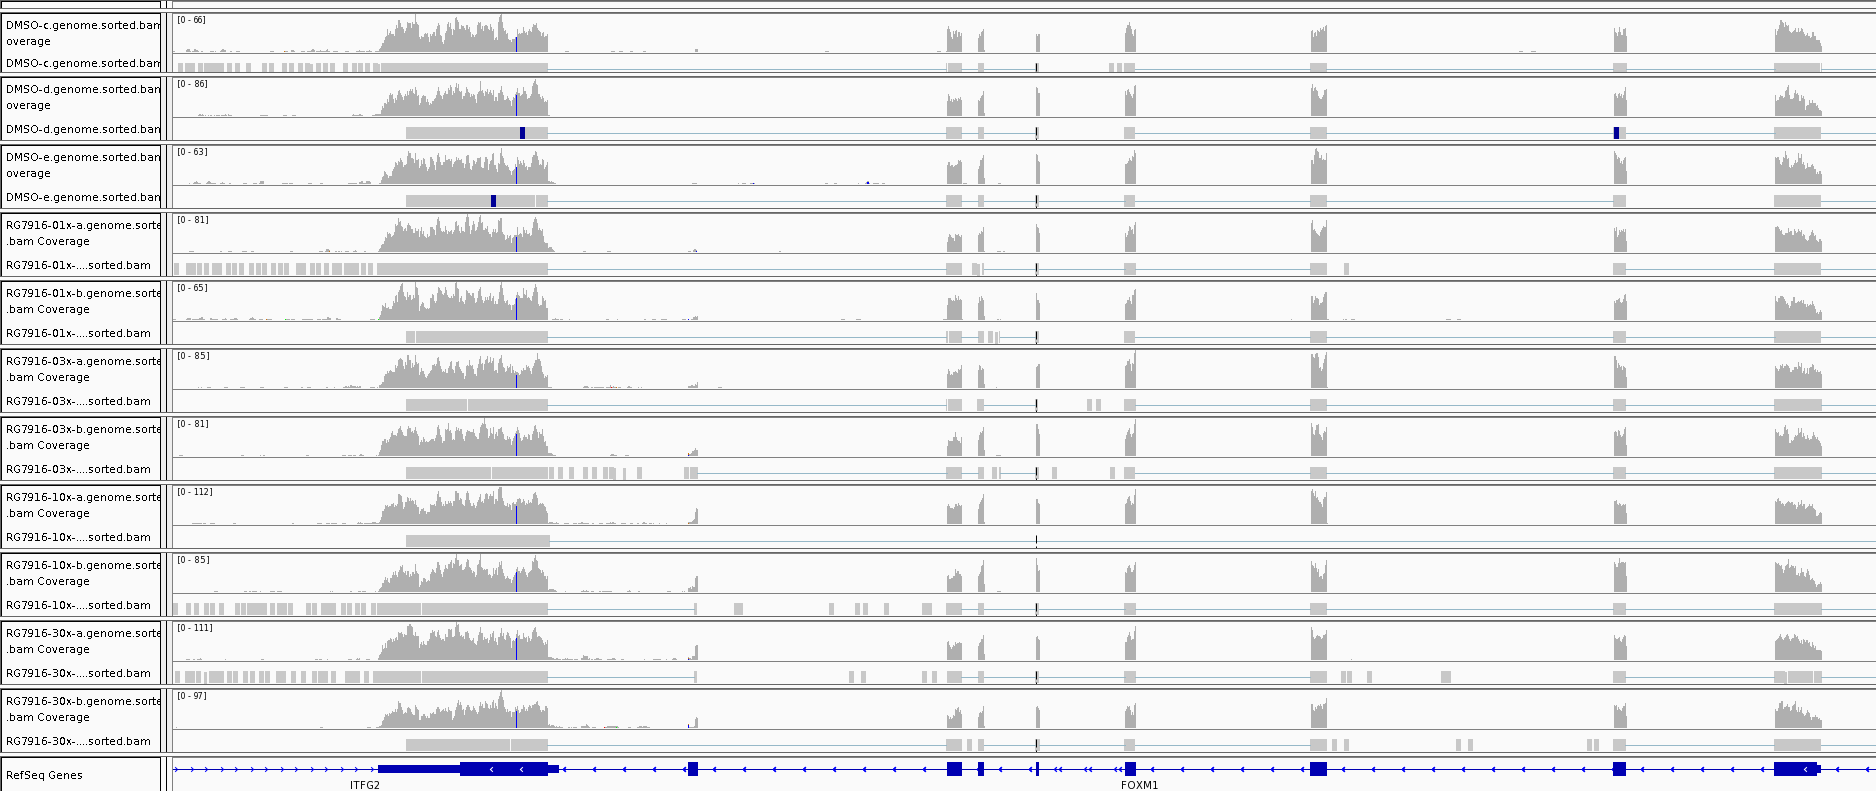 DMSO-c.genome.sorted.bam
overage
[0 - 66]
DMSO-c.genome.sorted.bam
DMSO-d.genome.sorted.bam
overage
[0 - 86]
DMSO-d.genome.sorted.bam
DMSO-e.genome.sorted.bam
overage
[0 - 63]
DMSO-e.genome.sorted.bam
RG7916-01x-a.genome.sorte
.bam Coverage
[0 - 81]
RG7916-01x-....sorted.bam
RG7916-01x-b.genome.sorte
.bam Coverage
[0 - 65]
RG7916-01x-....sorted.bam
RG7916-03x-a.genome.sorte
.bam Coverage
[0 - 85]
RG7916-03x-....sorted.bam
RG7916-03x-b.genome.sorte
.bam Coverage
[0 - 81]
RG7916-03x-....sorted.bam
RG7916-10x-a.genome.sorte
.bam Coverage
[0 - 112]
RG7916-10x-....sorted.bam
RG7916-10x-b.genome.sorte
.bam Coverage
[0 - 85]
RG7916-10x-....sorted.bam
RG7916-30x-a.genome.sorte
.bam Coverage
[0 - 111]
RG7916-30x-....sorted.bam
RG7916-30x-b.genome.sorte
.bam Coverage
[0 - 97]
RG7916-30x-....sorted.bam
RefSeq Genes
ITFG2
FOXM1